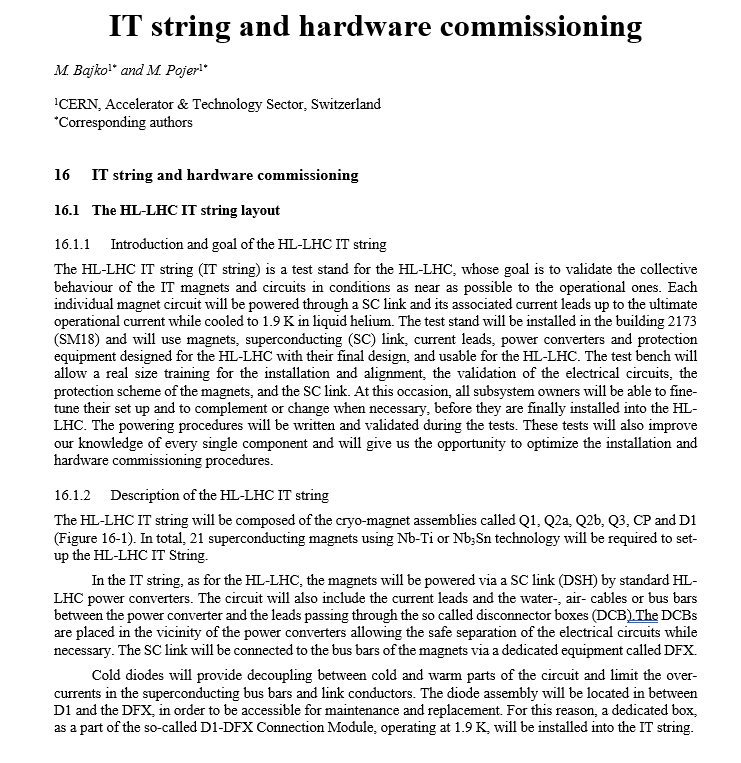 IT string and hardware commissioning
M. Bajko¹* and M. Pojer¹*
¹CERN, Accelerator & Technology Sector, Switzerland
*Corresponding authors
16 IT string and hardware commissioning
16.1 The HL-LHC IT string layout
16.1.1 Introduction and goal of the HL-LHC IT string
The HL-LHC IT string (IT string) is a test stand for the HL-LHC, whose goal is to validate the collective
behaviour of the IT magnets and circuits in conditions as near as possible to the operational ones. Each
individual magnet circuit will be powered through a SC link and its associated current leads up to the ultimate
operational current while cooled to 1.9 K in liquid helium. The test stand will be installed in the building 2173
(SM18) and will use magnets, superconducting (SC) link, current leads, power converters and protection
equipment designed for the HL-LHC with their final design, and usable for the HL-LHC. The test bench will
allow a real size training for the installation and alignment, the validation of the electrical circuits, the
protection scheme of the magnets, and the SC link. At this occasion, all subsystem owners will be able to fine-
tune their set up and to complement or change when necessary, before they are finally installed into the HL-
LHC. The powering procedures will be written and validated during the tests. These tests will also improve
our knowledge of every single component and will give us the opportunity to optimize the installation and
hardware commissioning procedures.
16.1.2 Description of the HL-LHC IT string
The HL-LHC IT string will be composed of the cryo-magnet assemblies called Q1, Q2a, Q2b, Q3, CP and D1
(Figure 16-1). In total, 21 superconducting magnets using Nb-Ti or Nb₃Sn technology will be required to set-
up the HL-LHC IT String.
In the IT string, as for the HL-LHC, the magnets will be powered via a SC link (DSH) by standard HL-
LHC power converters. The circuit will also include the current leads and the water-, air- cables or bus bars
between the power converter and the leads passing through the so called disconnector boxes (DCB).The DCBs
are placed in the vicinity of the power converters allowing the safe separation of the electrical circuits while
necessary. The SC link will be connected to the bus bars of the magnets via a dedicated equipment called DFX.
Cold diodes will provide decoupling between cold and warm parts of the circuit and limit the over-
currents in the superconducting bus bars and link conductors. The diode assembly will be located in between
D1 and the DFX, in order to be accessible for maintenance and replacement. For this reason, a dedicated box,
as a part of the so-called D1-DFX Connection Module, operating at 1.9 K, will be installed into the IT string.